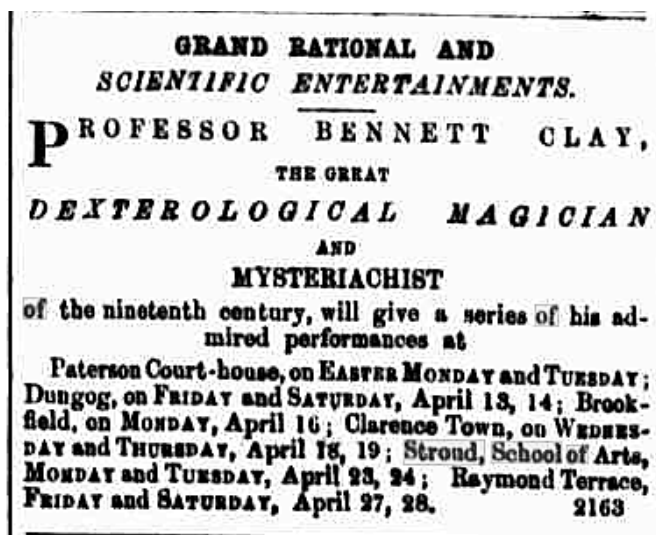 GRAND RATIONAL AND
SCIENTIFIC ENTERTAINMENTS.
PROFESSOR BENNETT CLAY,
THE GREAT
DEXTEROLOGICAL MAGICIAN
AND
MYSTERIACHIST
of the nineteenth century, will give a series of his ad-
mired performances at
Paterson Court-house, on EASTER MONDAY and TUESDAY;
Dungog, on FRIDAY and SATURDAY, April 13, 14; Brook-
field, on MONDAY, April 16; Clarence Town, on WEDNES-
DAY and THURSDAY, April 18, 19; Stroud, School of Arts,
MONDAY and TUESDAY, April 23, 24; Raymond Terrace,
FRIDAY and SATURDAY, April 27, 28. 2163